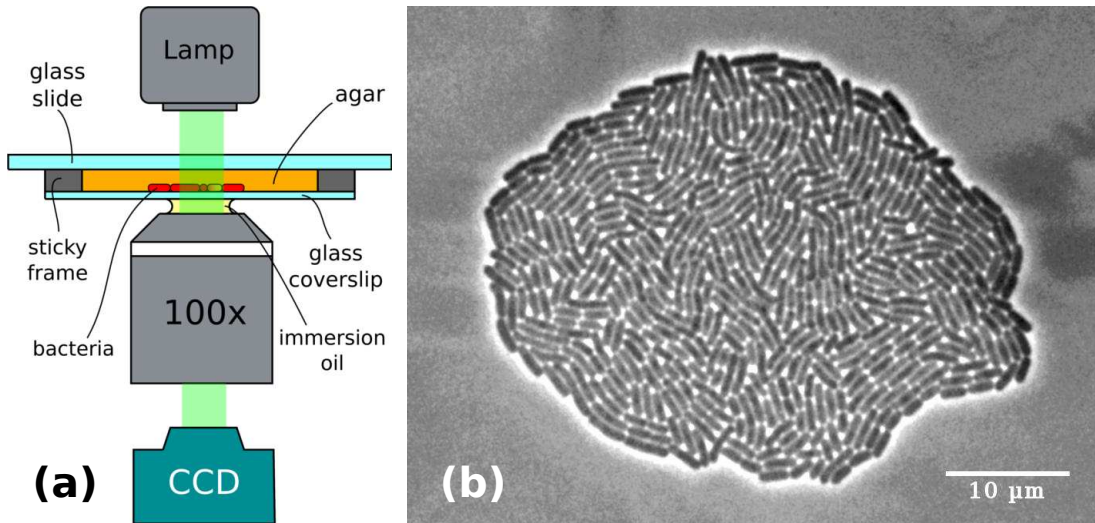 Lamp
glass
slide
agar
sticky
frame
glass
coverslip
100x
bacteria
immersion
oil
CCD
(a)
(b)
10 µm